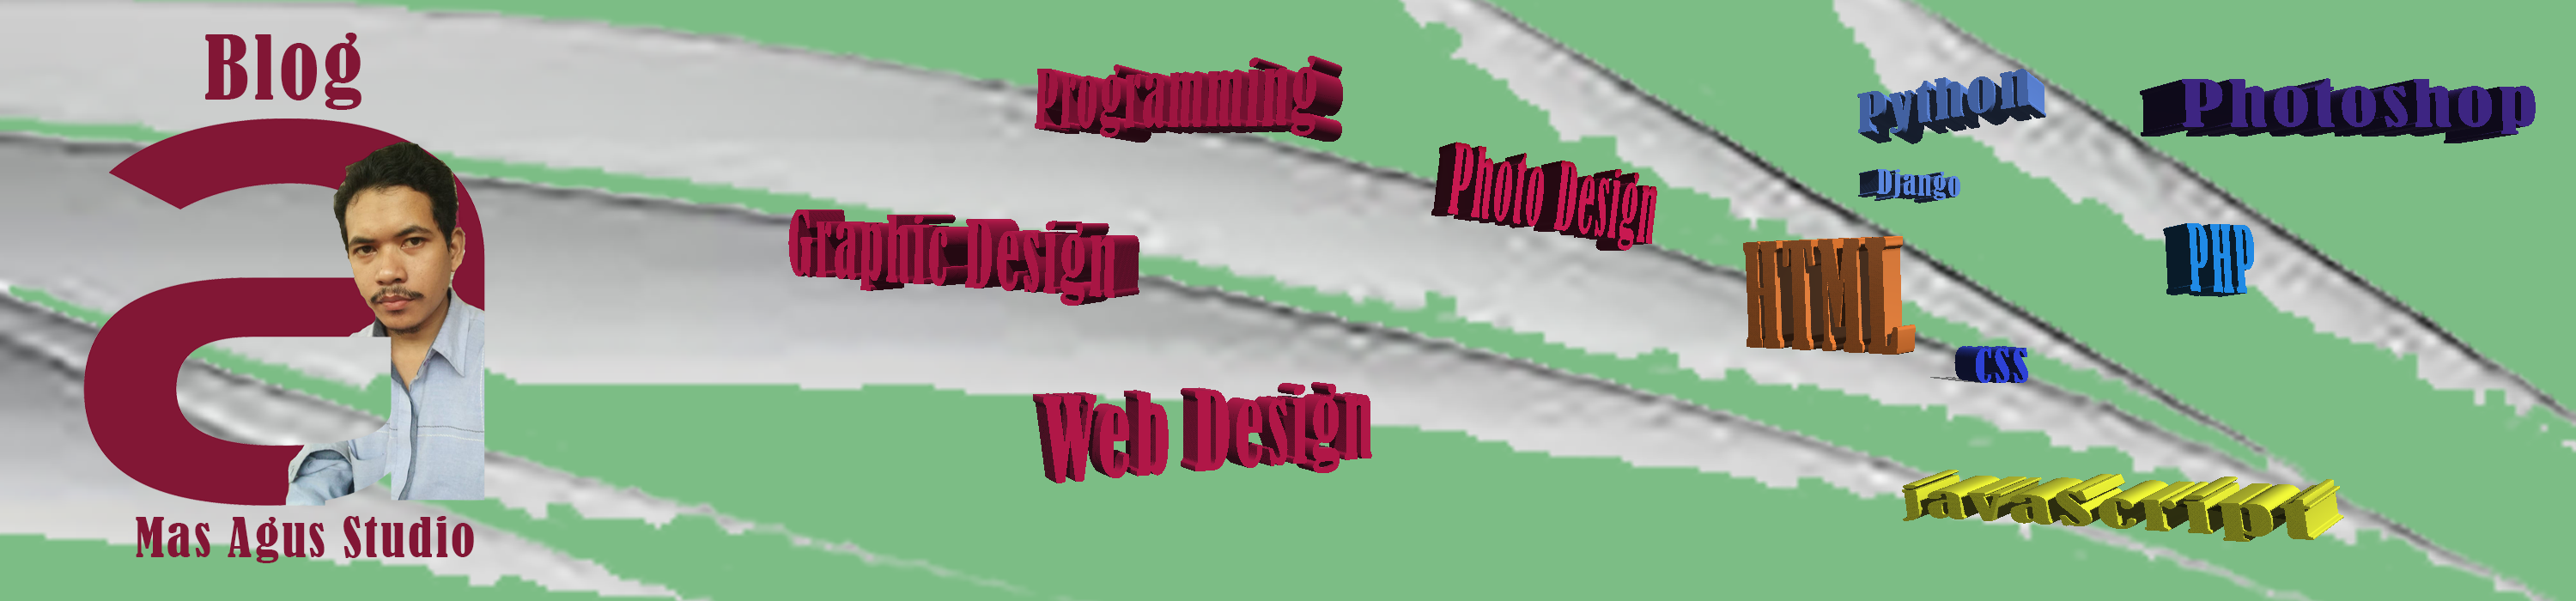 Blog
Mas Agus Studio
Programming
Graphic Design
Photo Design
Web Design
Python
Django
Photoshop
PHP
HTML
CSS
JavaScript